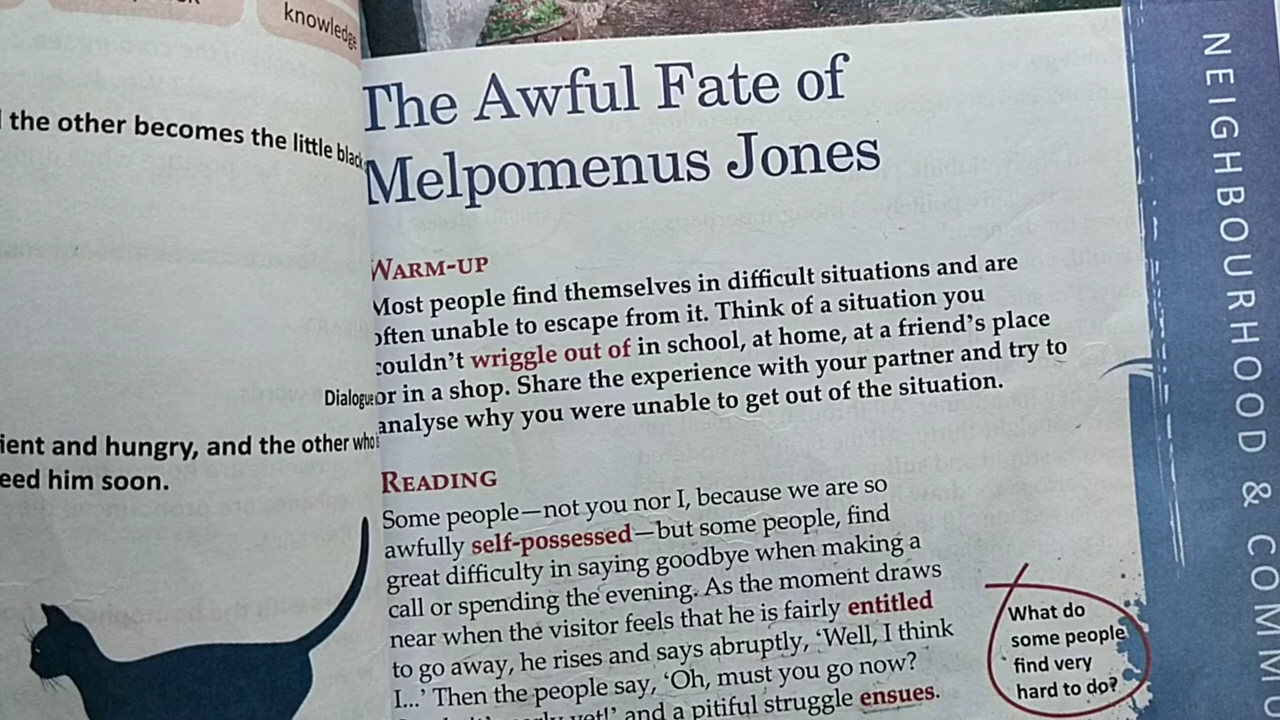 knowledge
the other becomes the little black
Dialogue
ient and hungry, and the other who
eed him soon.
The Awful Fate of
Melpomenus Jones
WARM-UP
Most people find themselves in difficult situations and are
often unable to escape from it. Think of a situation you
couldn't wriggle out of in school, at home, at a friend's place
or in a shop. Share the experience with your partner and try to
analyse why you were unable to get out of the situation.
READING
Some people—not you nor I, because we are so
awfully self-possessed—but some people, find
great difficulty in saying goodbye when making a
call or spending the evening. As the moment draws
near when the visitor feels that he is fairly entitled
to go away, he rises and says abruptly, 'Well, I think
I...' Then the people say, 'Oh, must you go now?
yet!' and a pitiful struggle ensues.
What do
some people
find very
hard to do?
NEIGHBOURHOOD & COMMU